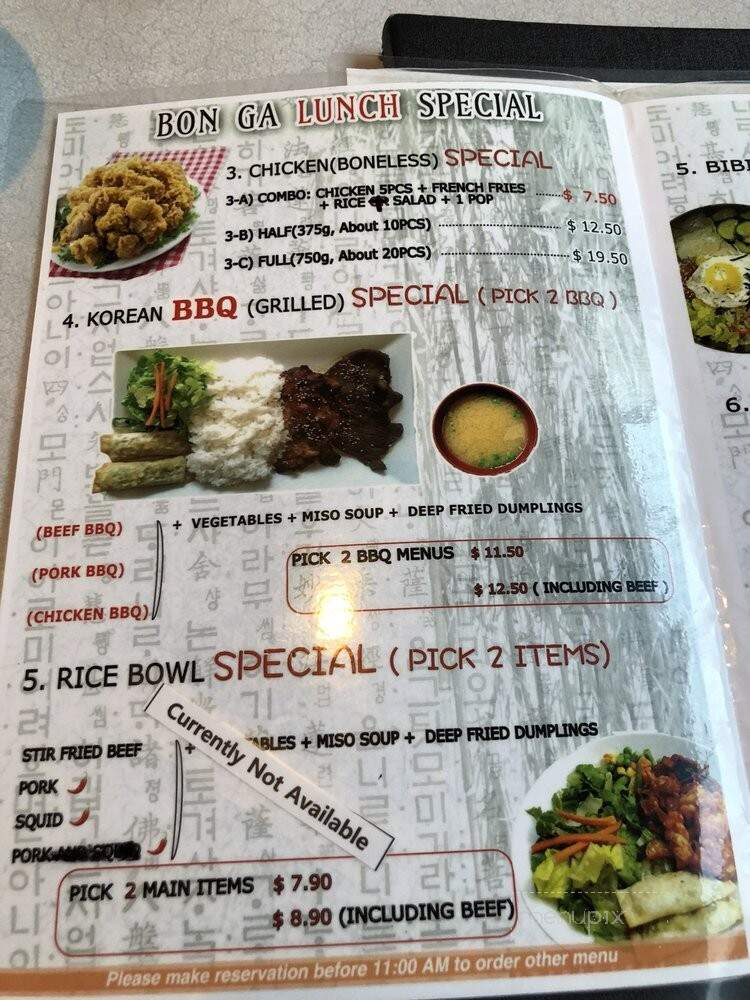 BON GA LUNCH SPECIAL
3. CHICKEN(BONELESS) SPECIAL
3-A) COMBO: CHICKEN 5PCS + FRENCH FRIES
+ RICE SALAD + 1 POP $ 7.50
3-B) HALF(375g, About 10PCS) $ 12.50
3-C) FULL(750g, About 20PCS) $ 19.50
4. KOREAN BBQ (GRILLED) SPECIAL ( PICK 2 BBQ )
(BEEF BBQ)
(PORK BBQ)
(CHICKEN BBQ)
+ VEGETABLES + MISO SOUP + DEEP FRIED DUMPLINGS
PICK 2 BBQ MENUS $ 11.50
$ 12.50 ( INCLUDING BEEF )
5. RICE BOWL SPECIAL ( PICK 2 ITEMS)
Currently Not Available
STIR FRIED BEEF
PORK
SQUID
PORK AND SQUID
+ ABLES + MISO SOUP + DEEP FRIED DUMPLINGS
PICK 2 MAIN ITEMS $ 7.90
$ 8.90 (INCLUDING BEEF)
Please make reservation before 11:00 AM to order other menu
5. BIBI
6.
menupix